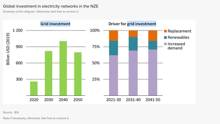 Global investment in electricity networks in the NZE
Grid investment
Driver for grid investment
Billion USD (2019)
1 200
900
600
300
2020
2030
2040
2050
100%
75%
50%
25%
2021-30
2031-40
2041-50
Replacement
Renewables
Increased
demand
Source: IEA